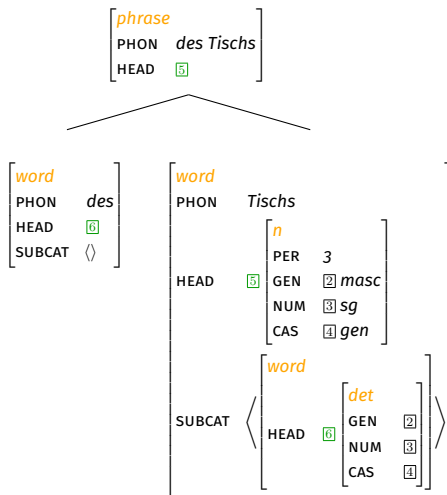 phrase
PHON des Tischs
HEAD 5
word
PHON des
HEAD 6
SUBCAT ⟨⟩
word
PHON Tischs
HEAD 5
n
PER 3
GEN 2 masc
NUM 3 sg
CAS 4 gen
SUBCAT ⟨
word
HEAD 6
det
GEN 2
NUM 3
CAS 4
⟩